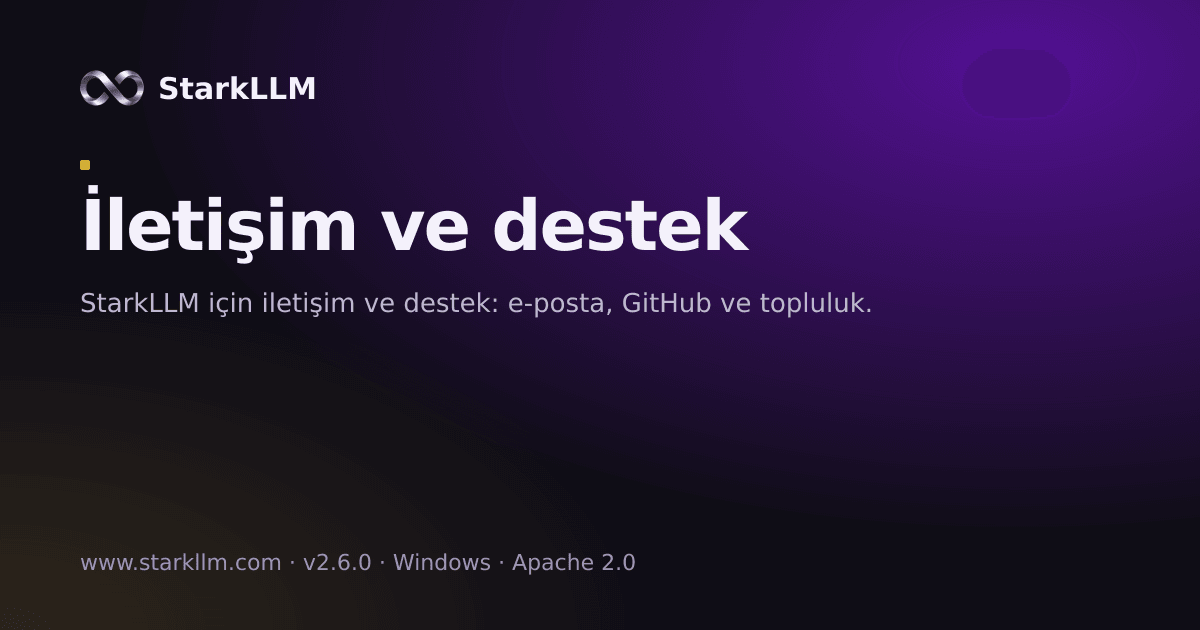 StarkLLM
İletişim ve destek
StarkLLM için iletişim ve destek: e-posta, GitHub ve topluluk.
www.starkllm.com · v2.6.0 · Windows · Apache 2.0